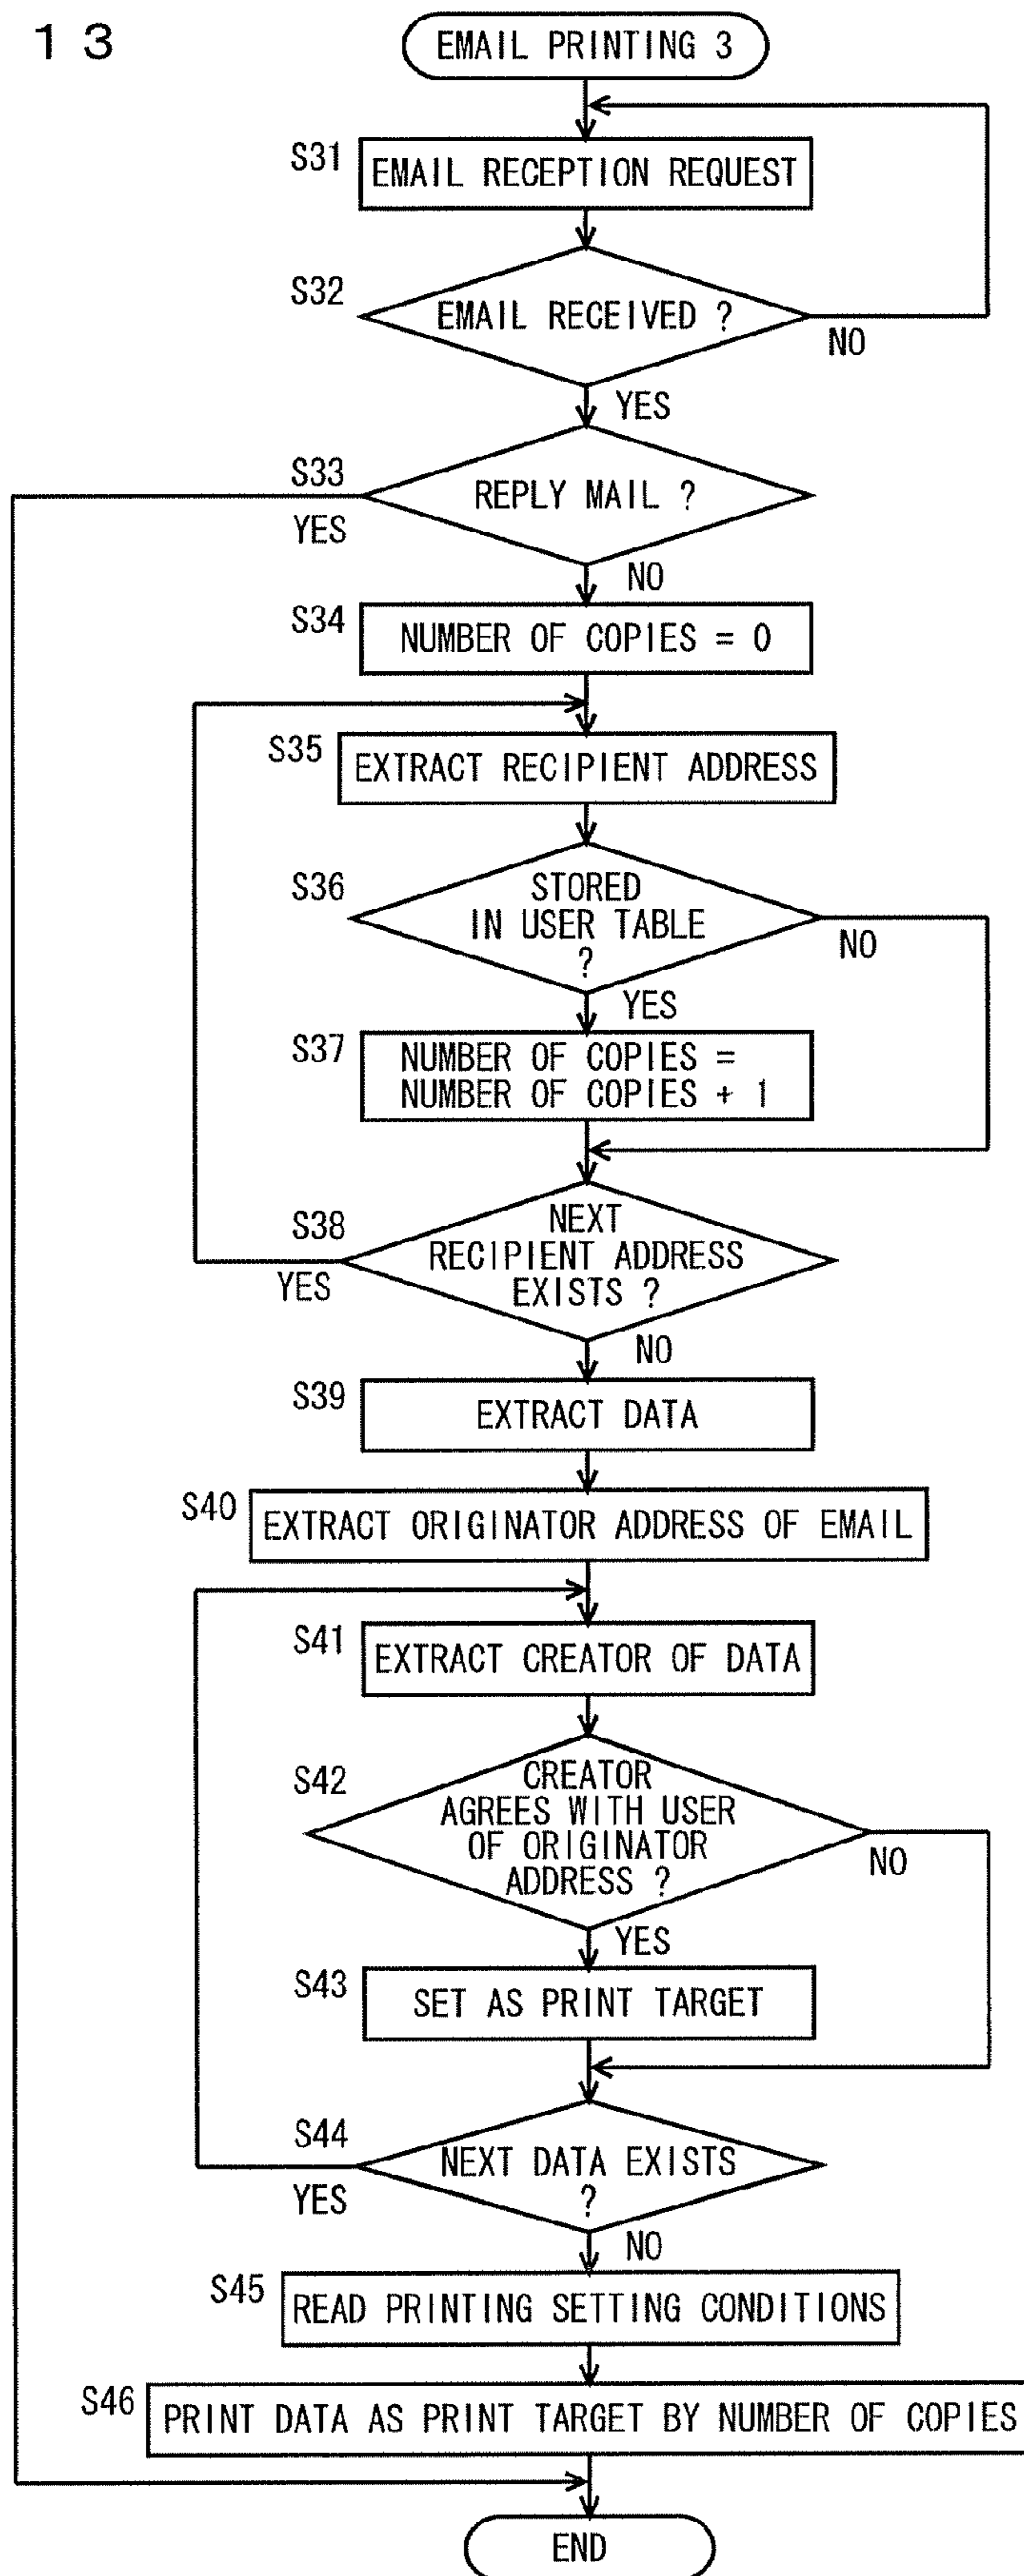 １３
EMAIL PRINTING 3
S31
EMAIL RECEPTION REQUEST
S32
EMAIL RECEIVED ?
NO
YES
S33
REPLY MAIL ?
YES
NO
S34
NUMBER OF COPIES = 0
S35
EXTRACT RECIPIENT ADDRESS
S36
STORED
IN USER TABLE
?
NO
YES
S37
NUMBER OF COPIES =
NUMBER OF COPIES + 1
S38
NEXT
RECIPIENT ADDRESS
EXISTS ?
YES
NO
S39
EXTRACT DATA
S40
EXTRACT ORIGINATOR ADDRESS OF EMAIL
S41
EXTRACT CREATOR OF DATA
S42
CREATOR
AGREES WITH USER
OF ORIGINATOR
ADDRESS ?
NO
YES
S43
SET AS PRINT TARGET
S44
NEXT DATA EXISTS
?
YES
NO
S45
READ PRINTING SETTING CONDITIONS
S46
PRINT DATA AS PRINT TARGET BY NUMBER OF COPIES
END